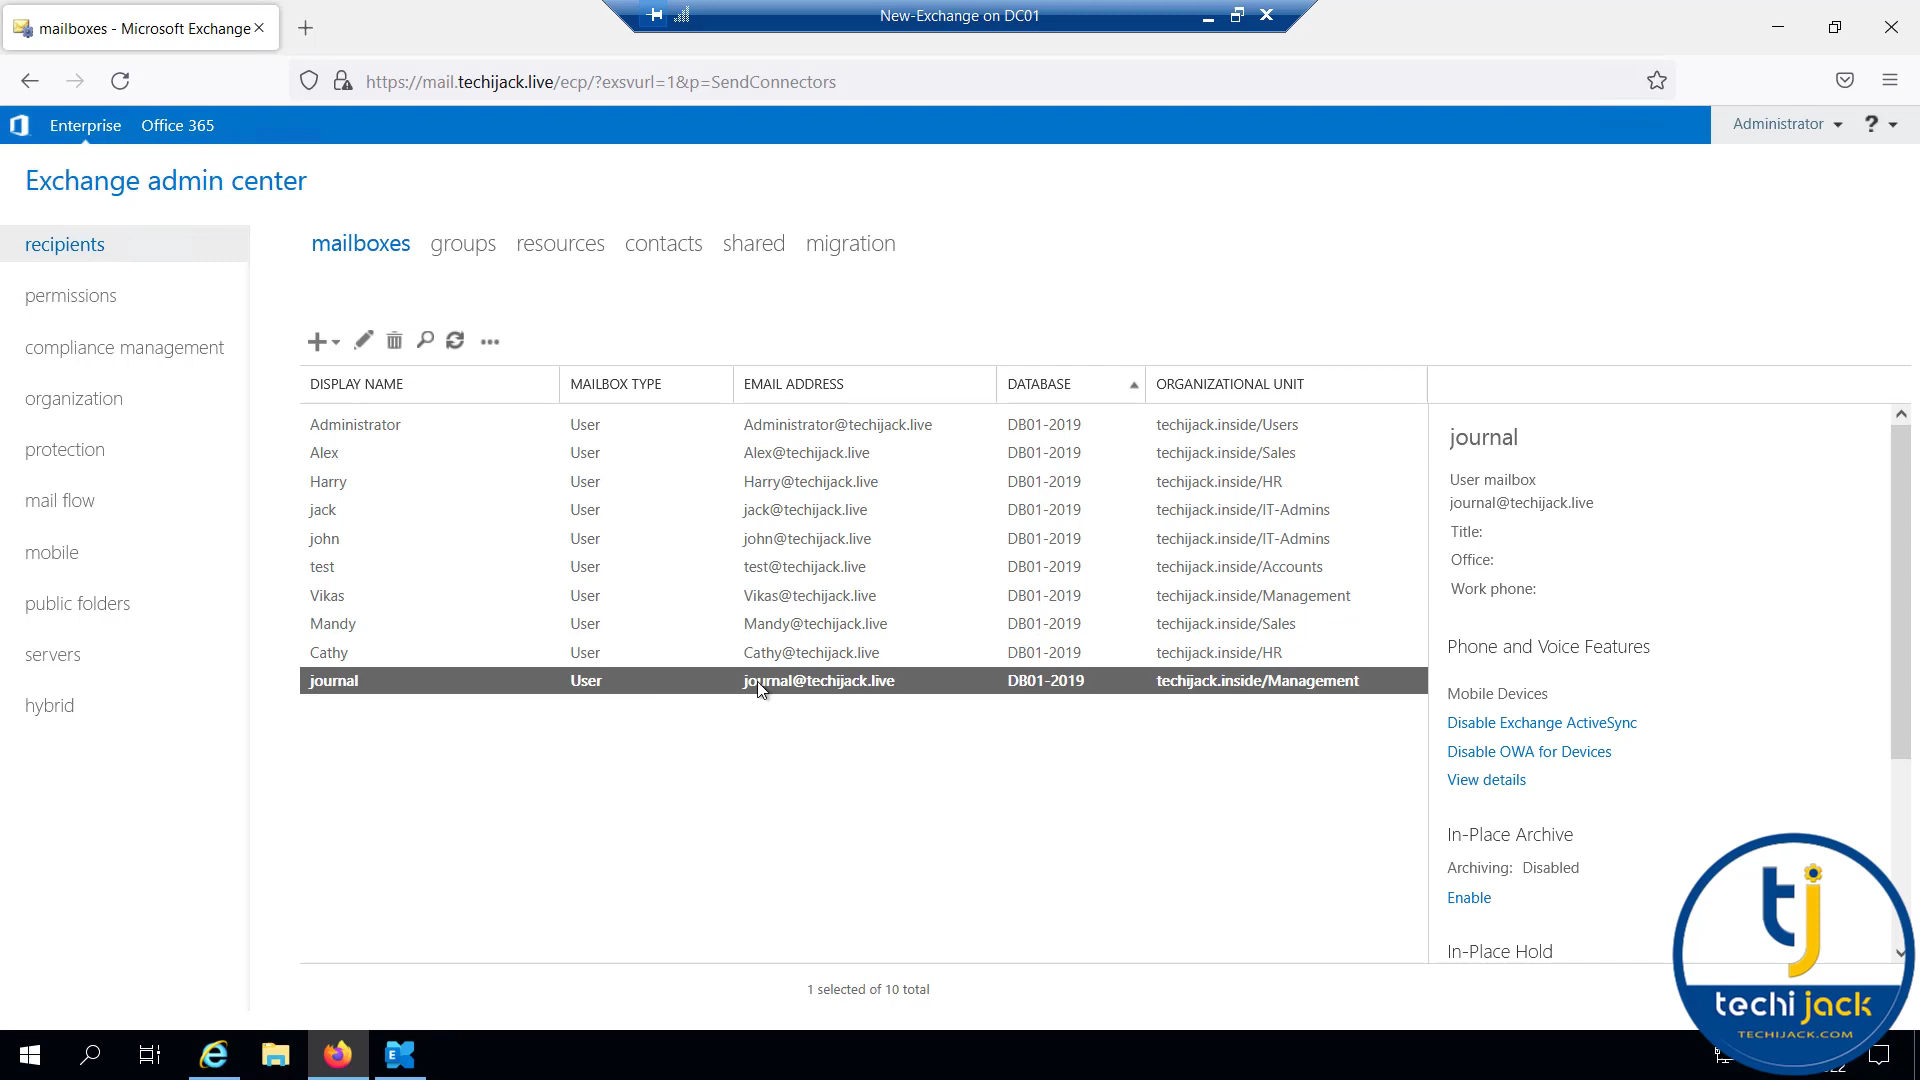 mailboxes - Microsoft Exchange
New-Exchange on DC01
https://mail.techijack.live/ecp/?exsvurl=1&p=SendConnectors
Enterprise Office 365
Administrator ?
Exchange admin center
recipients
permissions
compliance management
organization
protection
mail flow
mobile
public folders
servers
hybrid
mailboxes groups resources contacts shared migration
DISPLAY NAME MAILBOX TYPE EMAIL ADDRESS DATABASE ORGANIZATIONAL UNIT
Administrator User Administrator@techijack.live DB01-2019 techijack.inside/Users
Alex User Alex@techijack.live DB01-2019 techijack.inside/Sales
Harry User Harry@techijack.live DB01-2019 techijack.inside/HR
jack User jack@techijack.live DB01-2019 techijack.inside/IT-Admins
john User john@techijack.live DB01-2019 techijack.inside/IT-Admins
test User test@techijack.live DB01-2019 techijack.inside/Accounts
Vikas User Vikas@techijack.live DB01-2019 techijack.inside/Management
Mandy User Mandy@techijack.live DB01-2019 techijack.inside/Sales
Cathy User Cathy@techijack.live DB01-2019 techijack.inside/HR
journal User journal@techijack.live DB01-2019 techijack.inside/Management
1 selected of 10 total
journal
User mailbox
journal@techijack.live
Title:
Office:
Work phone:
Phone and Voice Features
Mobile Devices
Disable Exchange ActiveSync
Disable OWA for Devices
View details
In-Place Archive
Archiving: Disabled
Enable
In-Place Hold
tj
techi jack
TECHIJACK.COM